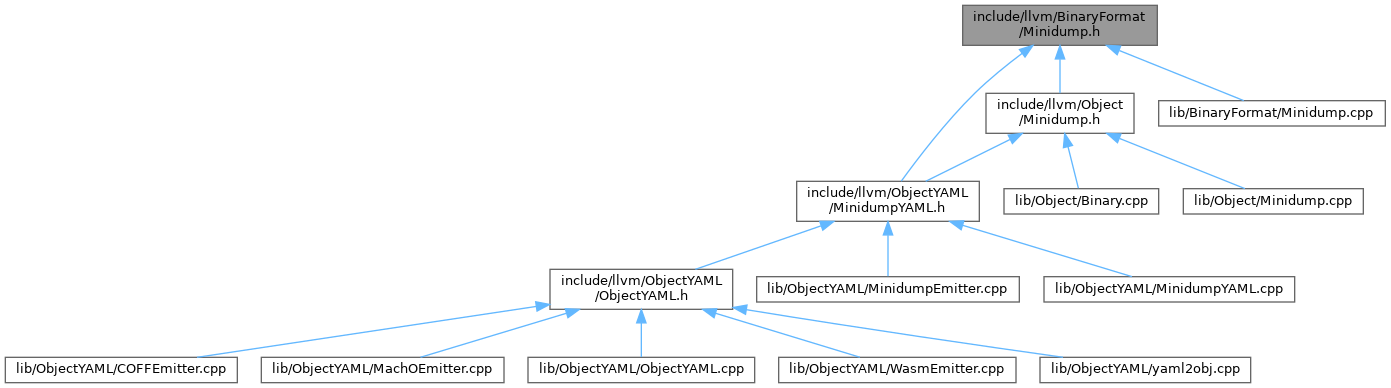 include/llvm/BinaryFormat
/Minidump.h
include/llvm/Object
/Minidump.h
lib/BinaryFormat/Minidump.cpp
include/llvm/ObjectYAML
/MinidumpYAML.h
lib/Object/Binary.cpp
lib/Object/Minidump.cpp
include/llvm/ObjectYAML
/ObjectYAML.h
lib/ObjectYAML/MinidumpEmitter.cpp
lib/ObjectYAML/MinidumpYAML.cpp
lib/ObjectYAML/COFFEmitter.cpp
lib/ObjectYAML/MachOEmitter.cpp
lib/ObjectYAML/ObjectYAML.cpp
lib/ObjectYAML/WasmEmitter.cpp
lib/ObjectYAML/yaml2obj.cpp